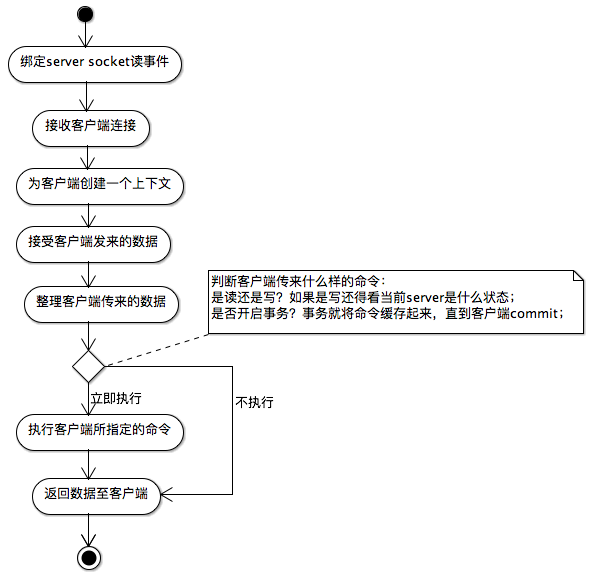 绑定server socket读事件
接收客户端连接
为客户端创建一个上下文
接受客户端发来的数据
整理客户端传来的数据
判断客户端传来什么样的命令：
是读还是写？如果是写还得看当前server是什么状态；
是否开启事务？事务就将命令缓存起来，直到客户端commit；
立即执行
不执行
执行客户端所指定的命令
返回数据至客户端